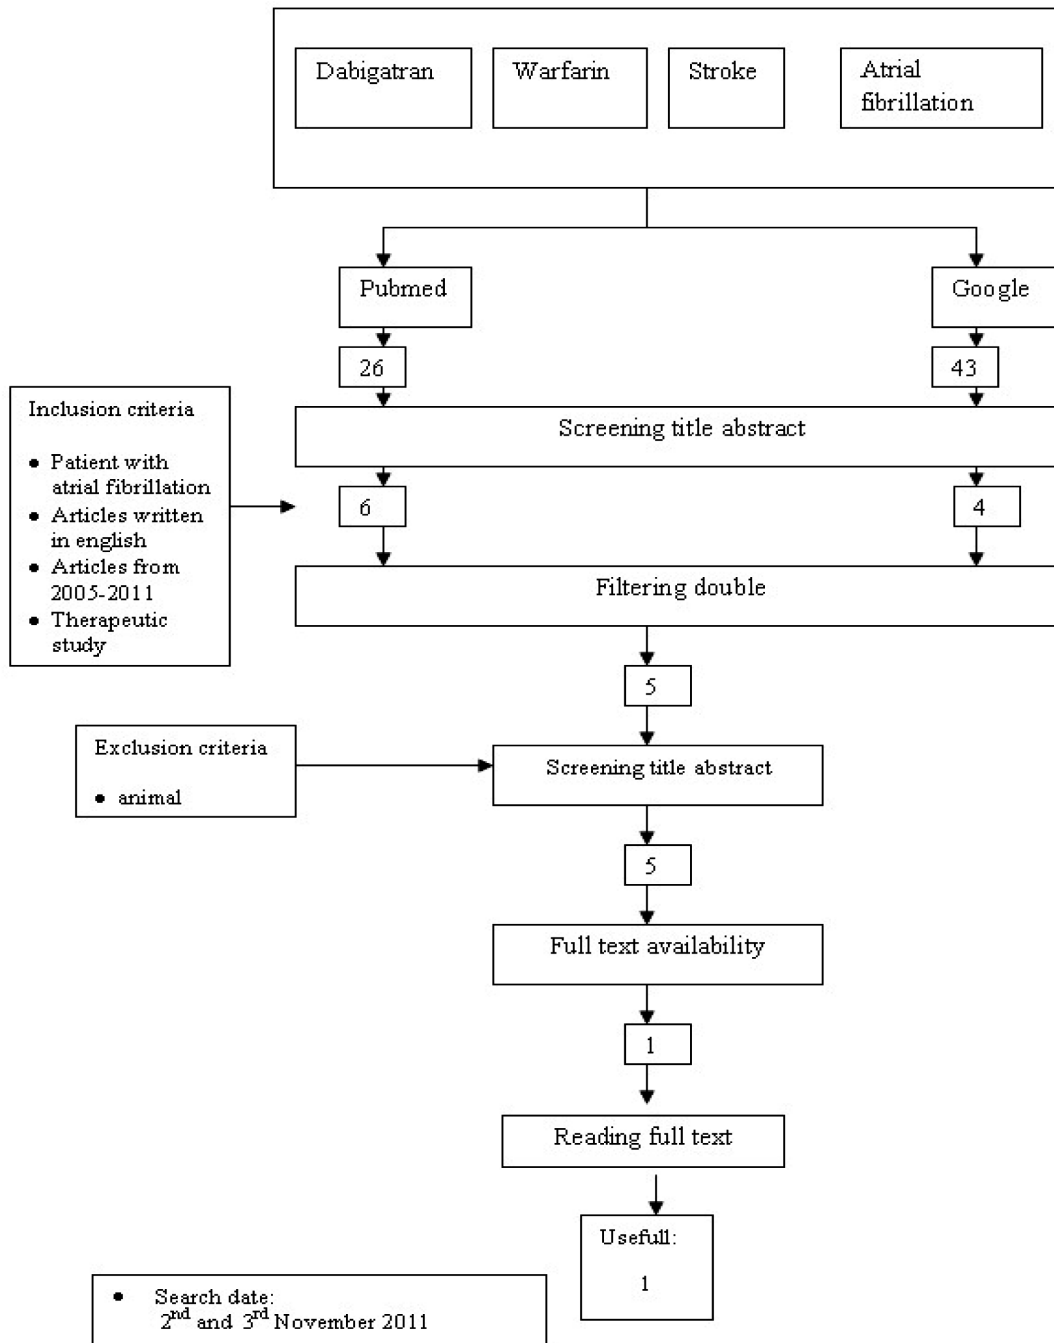 Dabigatran
Warfarin
Stroke
Atrial
fibrillation
Pubmed
Google
26
43
Screening title abstract
Inclusion criteria
● Patient with
atrial fibrillation
● Articles written
in english
● Articles from
2005-2011
● Therapeutic
study
6
4
Filtering double
5
Exclusion criteria
● animal
Screening title abstract
5
Full text availability
1
Reading full text
Usefull:
1
● Search date:
2nd and 3rd November 2011